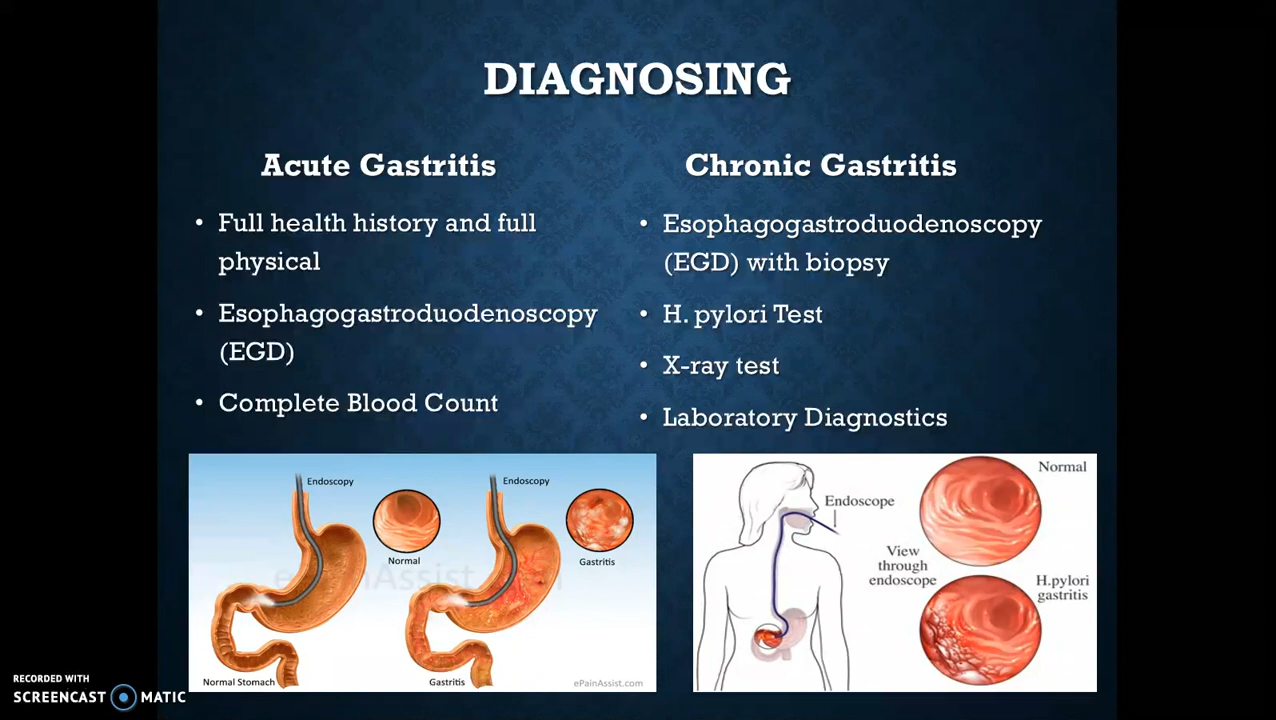 DIAGNOSING
Acute Gastritis
• Full health history and full
physical
• Esophagogastroduodenoscopy
(EGD)
• Complete Blood Count
Chronic Gastritis
• Esophagogastroduodenoscopy
(EGD) with biopsy
• H. pylori Test
• X-ray test
• Laboratory Diagnostics
Endoscopy
Normal
Normal Stomach
Endoscopy
Gastritis
Gastritis
ePainAssist.com
ePainAssist.com
Endoscope
Normal
View
through
endoscope
H.pylori
gastritis
RECORDED WITH
SCREENCAST MATIC